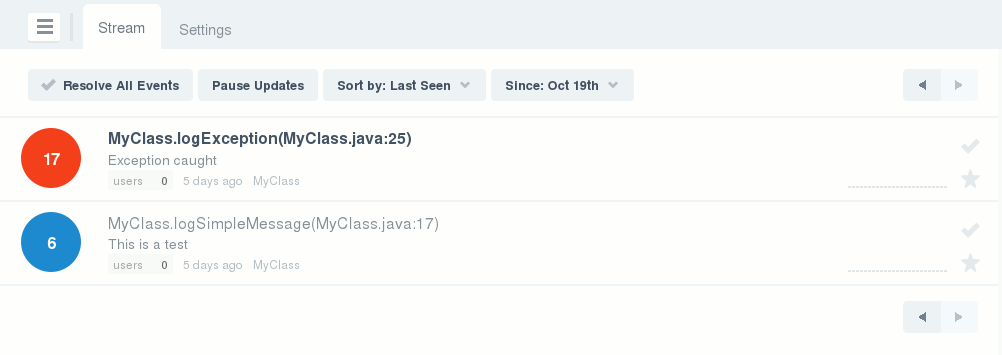 Stream Settings
Resolve All Events Pause Updates Sort by: Last Seen Since: Oct 19th
17 MyClass.logException(MyClass.java:25)
Exception caught
users 0 5 days ago MyClass
6 MyClass.logSimpleMessage(MyClass.java:17)
This is a test
users 0 5 days ago MyClass